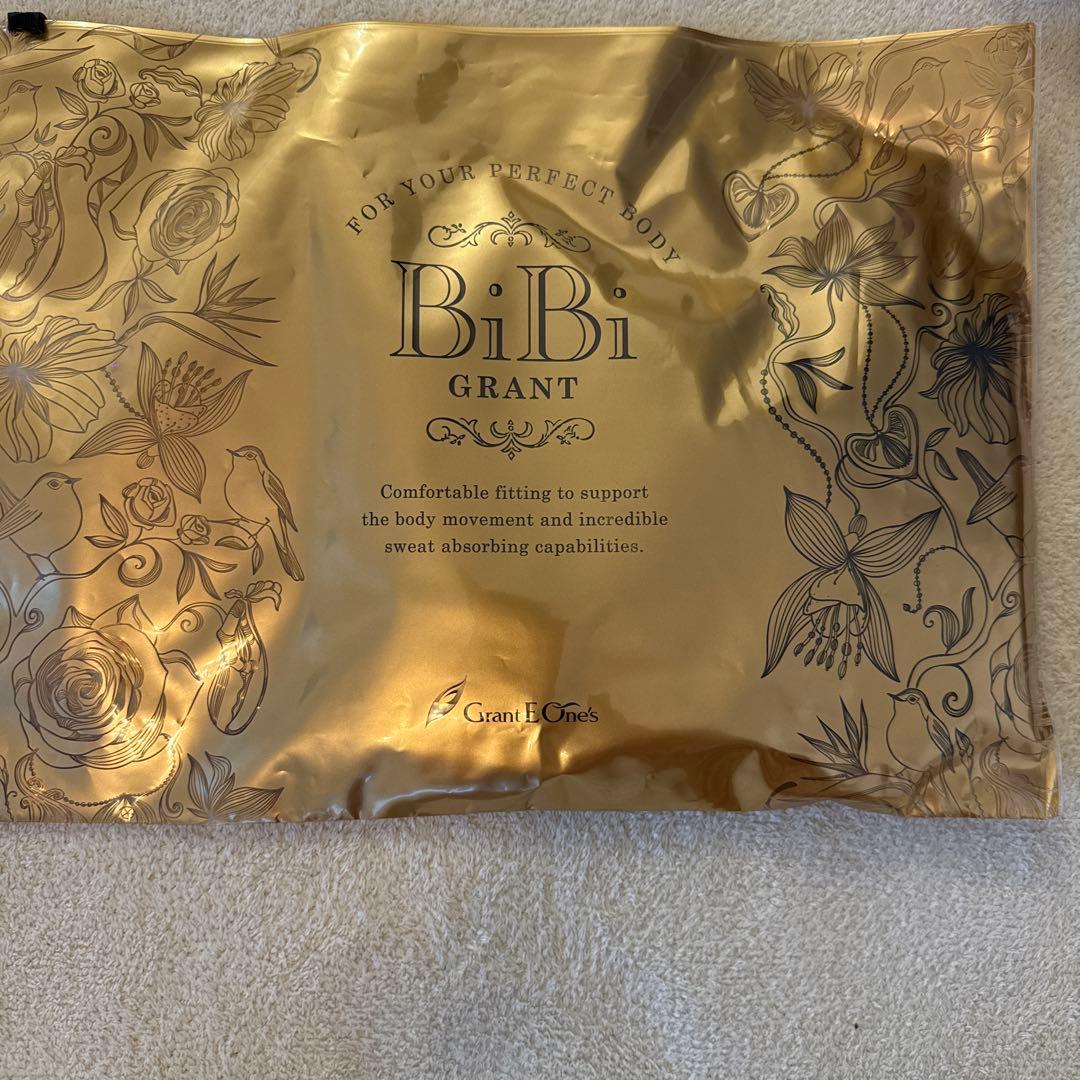 FOR YOUR PERFECT BODY
BiBi
GRANT
Comfortable fitting to support
the body movement and incredible
sweat absorbing capabilities.
Grant E One's